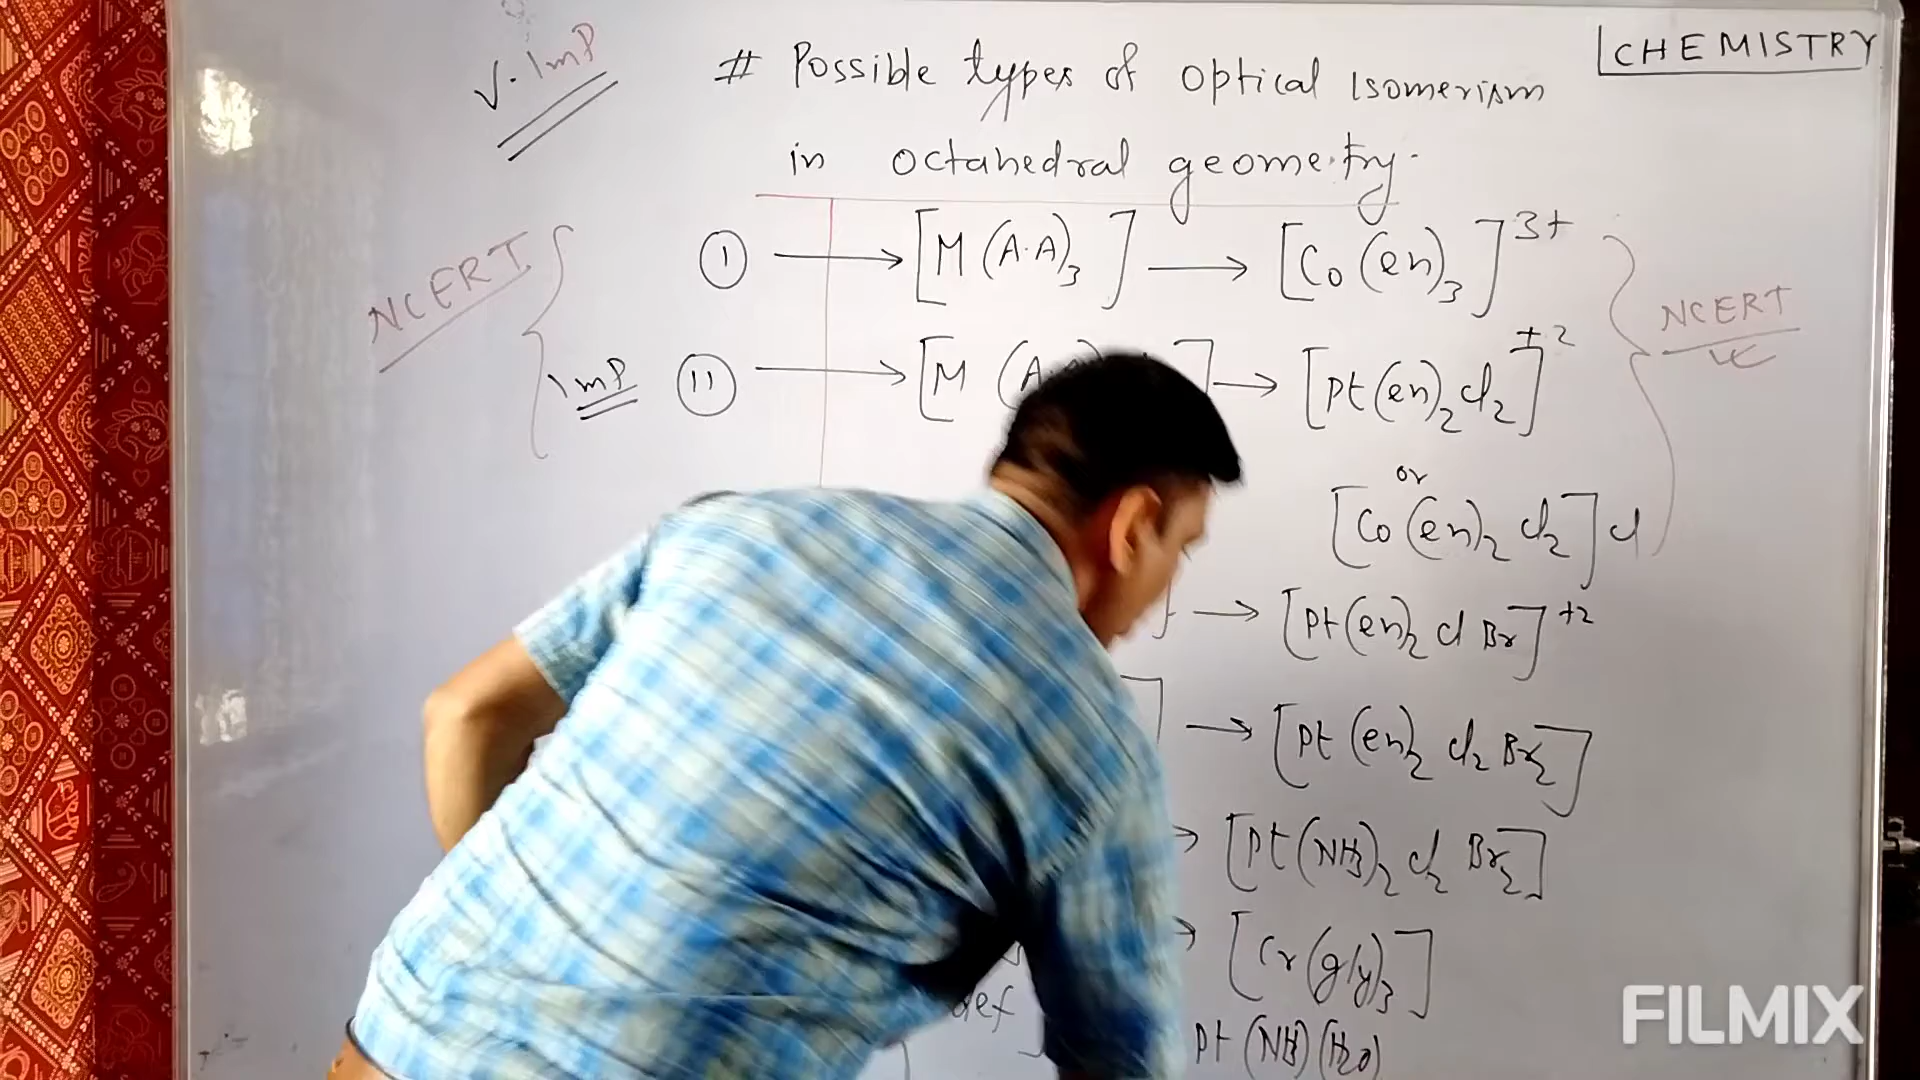 V. Imp
# Possible types of optical Isomerism
CHEMISTRY
in octahedral geometry.
NCERT
(I) → [M (A.A)3] → [Co (en)3]3+
NCERT
Imp (II) → [M (A → [Pt (en)2 Cl2]+2
or
[Co (en)2 Cl2] Cl
→ [Pt (en)2 Cl Br]+2
→ [Pt (en)2 Cl2 Br2]
→ [Pt (NH3)2 Cl2 Br2]
→ [Cr (gly)3]
def
Pt (NH3) (H2O)
FILMIX